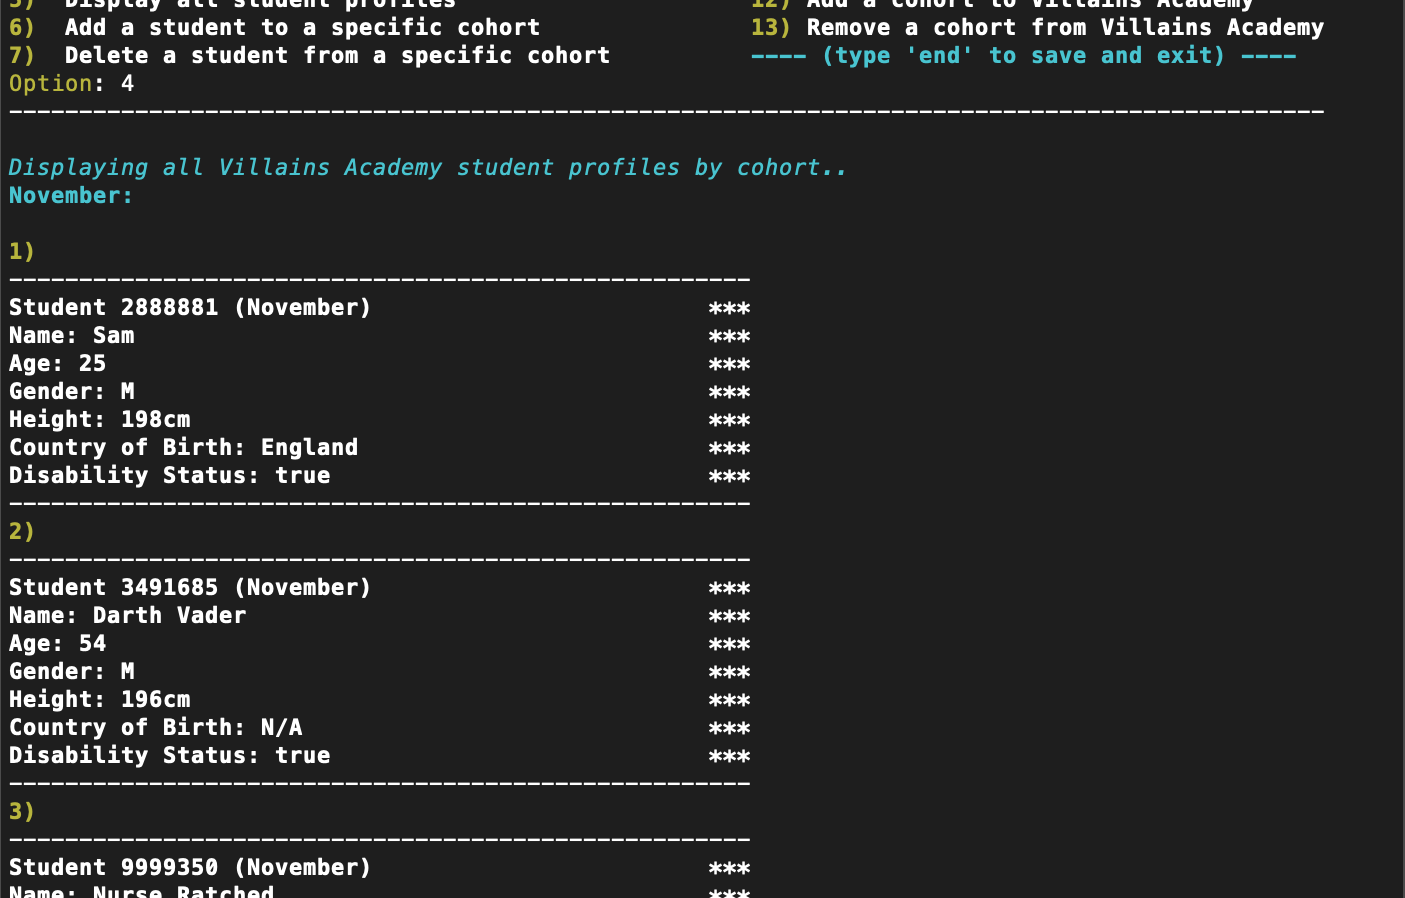 5) Display all student profiles 12) Add a cohort to Villains Academy
6) Add a student to a specific cohort 13) Remove a cohort from Villains Academy
7) Delete a student from a specific cohort ---- (type 'end' to save and exit) ----
Option: 4
----------------------------------------------------------------------------------------------
Displaying all Villains Academy student profiles by cohort..
November:
1)
-----------------------------------------------------
Student 2888881 (November) ***
Name: Sam ***
Age: 25 ***
Gender: M ***
Height: 198cm ***
Country of Birth: England ***
Disability Status: true ***
-----------------------------------------------------
2)
-----------------------------------------------------
Student 3491685 (November) ***
Name: Darth Vader ***
Age: 54 ***
Gender: M ***
Height: 196cm ***
Country of Birth: N/A ***
Disability Status: true ***
-----------------------------------------------------
3)
-----------------------------------------------------
Student 9999350 (November) ***
Name: Nurse Ratched ***